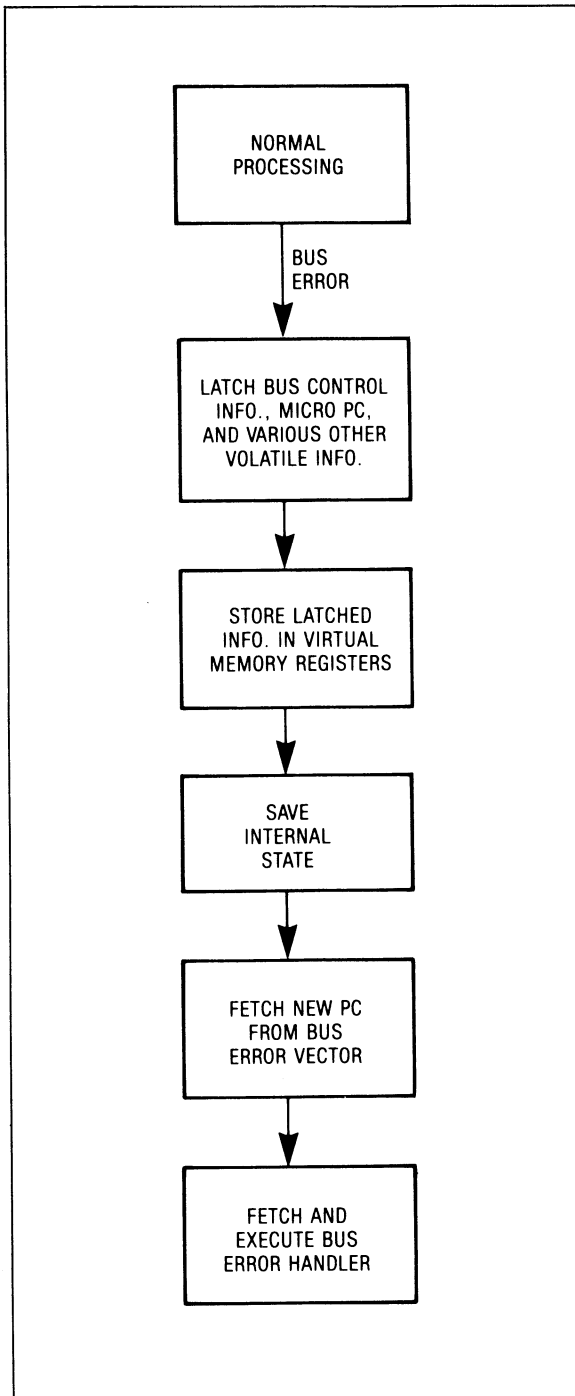 NORMAL
PROCESSING
BUS
ERROR
LATCH BUS CONTROL
INFO., MICRO PC,
AND VARIOUS OTHER
VOLATILE INFO.
STORE LATCHED
INFO. IN VIRTUAL
MEMORY REGISTERS
SAVE
INTERNAL
STATE
FETCH NEW PC
FROM BUS
ERROR VECTOR
FETCH AND
EXECUTE BUS
ERROR HANDLER